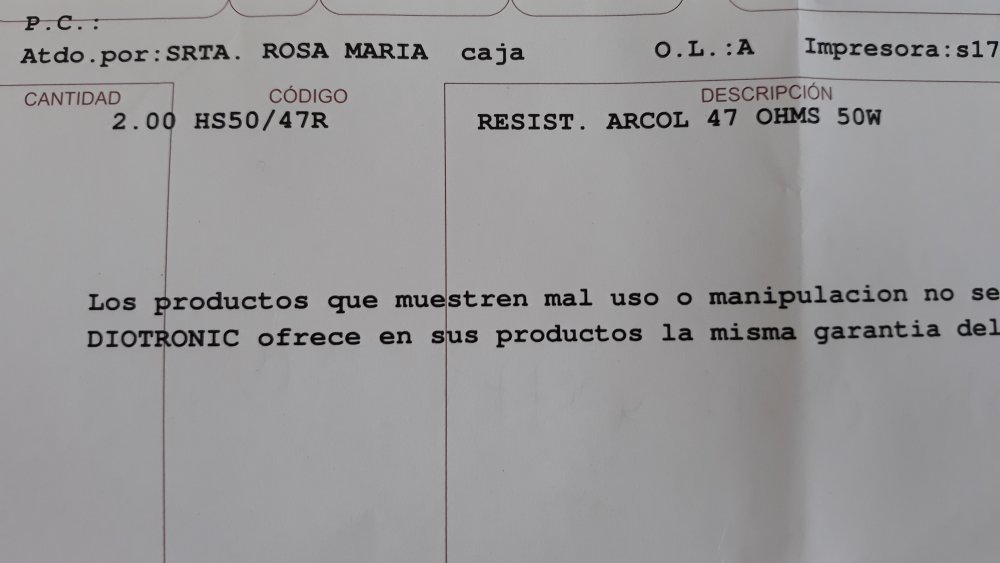 P.C.:
Atdo.por:SRTA. ROSA MARIA caja O.L.:A Impresora:s17
CANTIDAD CÓDIGO DESCRIPCIÓN
2.00 HS50/47R RESIST. ARCOL 47 OHMS 50W
Los productos que muestren mal uso o manipulacion no se
DIOTRONIC ofrece en sus productos la misma garantia del